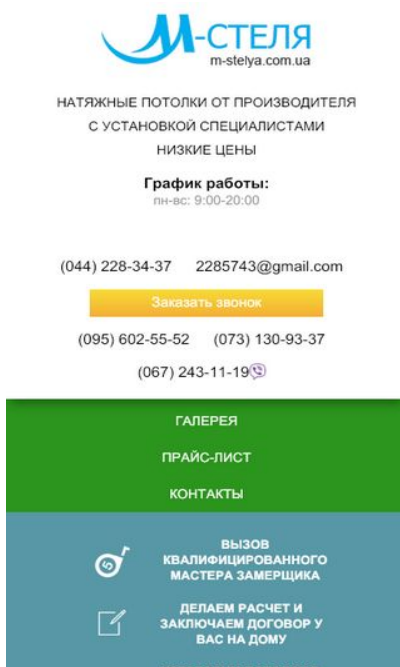 М-СТЕЛЯ
m-stelya.com.ua
НАТЯЖНЫЕ ПОТОЛКИ ОТ ПРОИЗВОДИТЕЛЯ
С УСТАНОВКОЙ СПЕЦИАЛИСТАМИ
НИЗКИЕ ЦЕНЫ
График работы:
пн-вс: 9:00-20:00
(044) 228-34-37 2285743@gmail.com
Заказать звонок
(095) 602-55-52 (073) 130-93-37
(067) 243-11-19
ГАЛЕРЕЯ
ПРАЙС-ЛИСТ
КОНТАКТЫ
5
ВЫЗОВ
КВАЛИФИЦИРОВАННОГО
МАСТЕРА ЗАМЕРЩИКА
ДЕЛАЕМ РАСЧЕТ И
ЗАКЛЮЧАЕМ ДОГОВОР У
ВАС НА ДОМУ